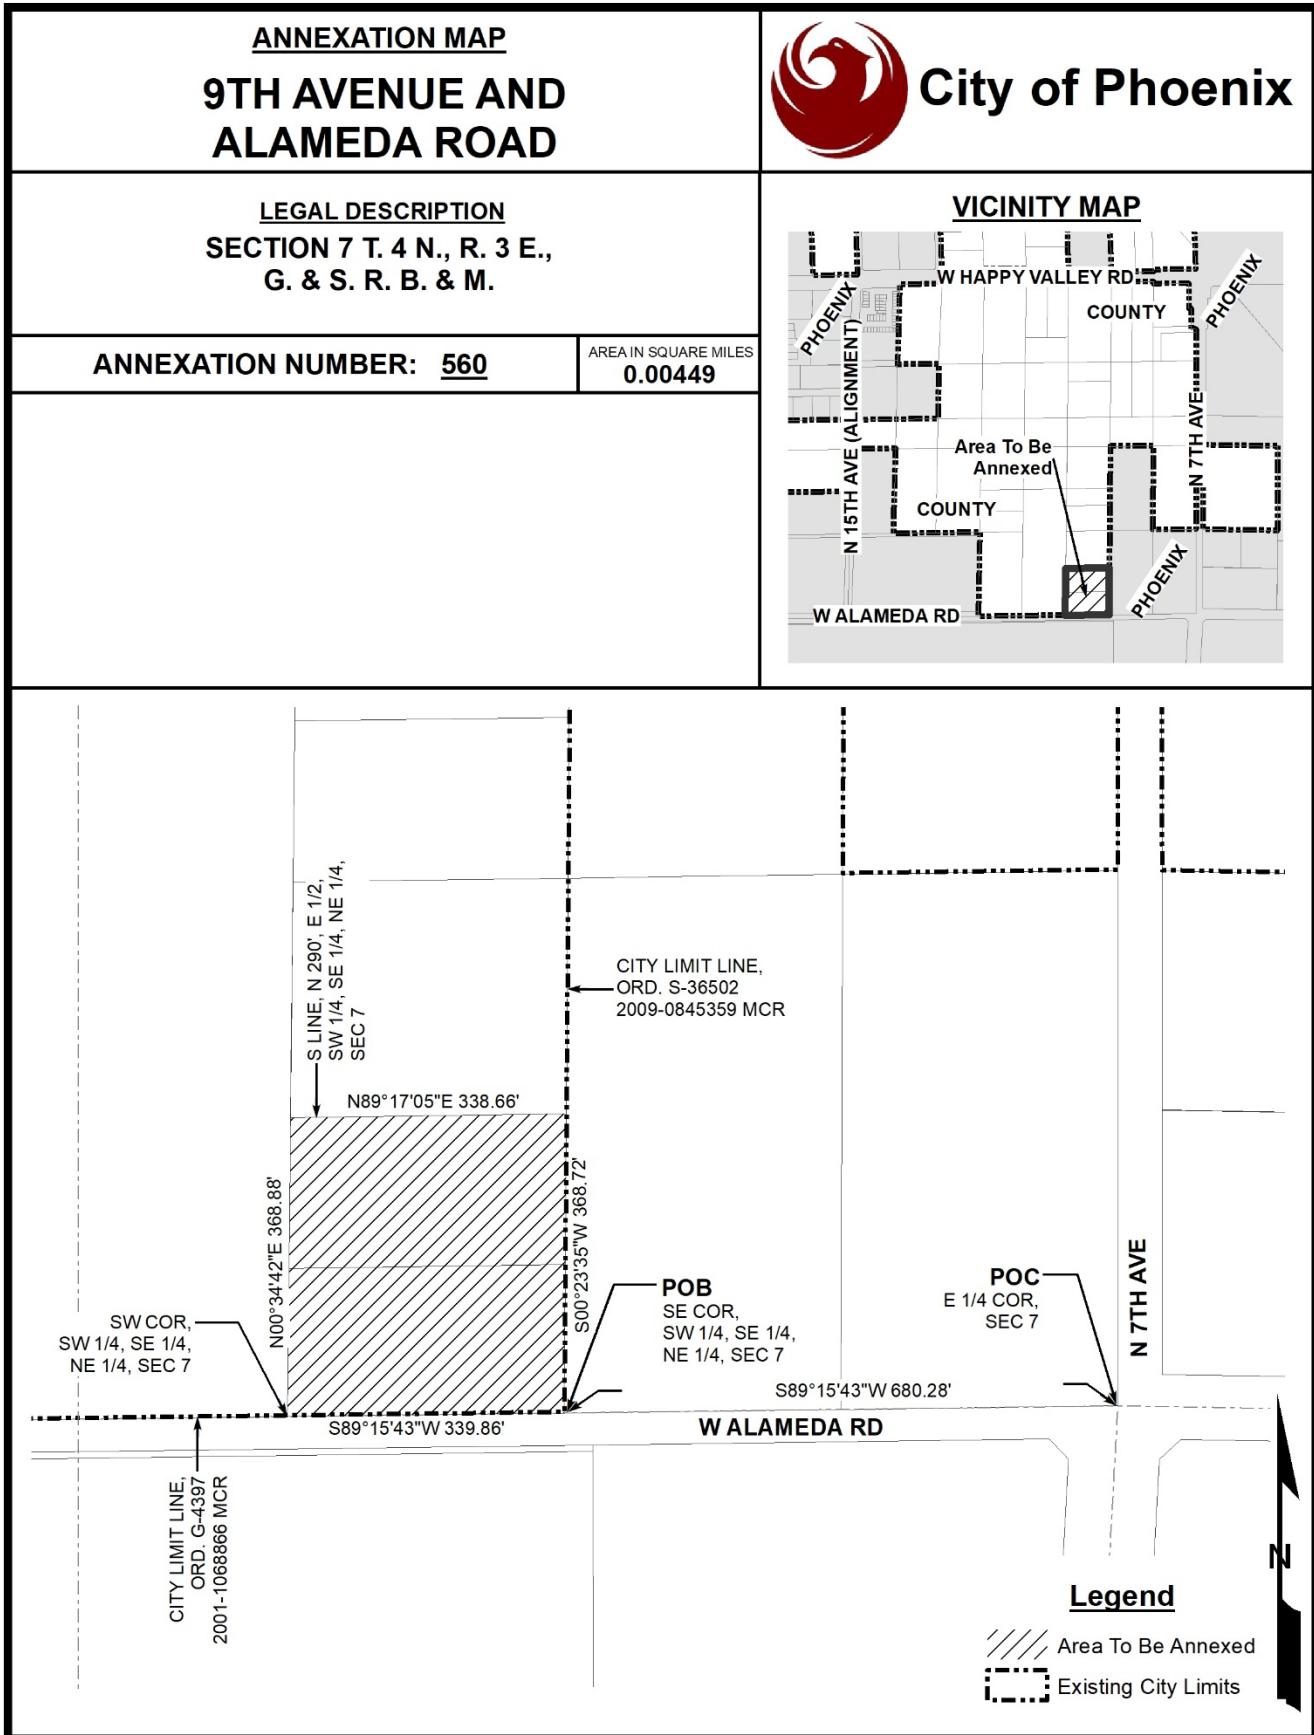 ANNEXATION MAP
9TH AVENUE AND
ALAMEDA ROAD
City of Phoenix
LEGAL DESCRIPTION
SECTION 7 T. 4 N., R. 3 E.,
G. & S. R. B. & M.
ANNEXATION NUMBER: 560
AREA IN SQUARE MILES
0.00449
VICINITY MAP
W HAPPY VALLEY RD
PHOENIX
COUNTY
PHOENIX
N 15TH AVE (ALIGNMENT)
N 7TH AVE
Area To Be
Annexed
COUNTY
PHOENIX
W ALAMEDA RD
S LINE, N 290', E 1/2,
SW 1/4, SE 1/4, NE 1/4,
SEC 7
CITY LIMIT LINE,
ORD. S-36502
2009-0845359 MCR
N89°17'05"E 338.66'
N00°34'42"E 368.88'
S00°23'35"W 368.72'
POB
SE COR,
SW 1/4, SE 1/4,
NE 1/4, SEC 7
POC
E 1/4 COR,
SEC 7
N 7TH AVE
SW COR,
SW 1/4, SE 1/4,
NE 1/4, SEC 7
S89°15'43"W 680.28'
S89°15'43"W 339.86'
W ALAMEDA RD
CITY LIMIT LINE,
ORD. G-4397
2001-1068866 MCR
N
Legend
Area To Be Annexed
Existing City Limits